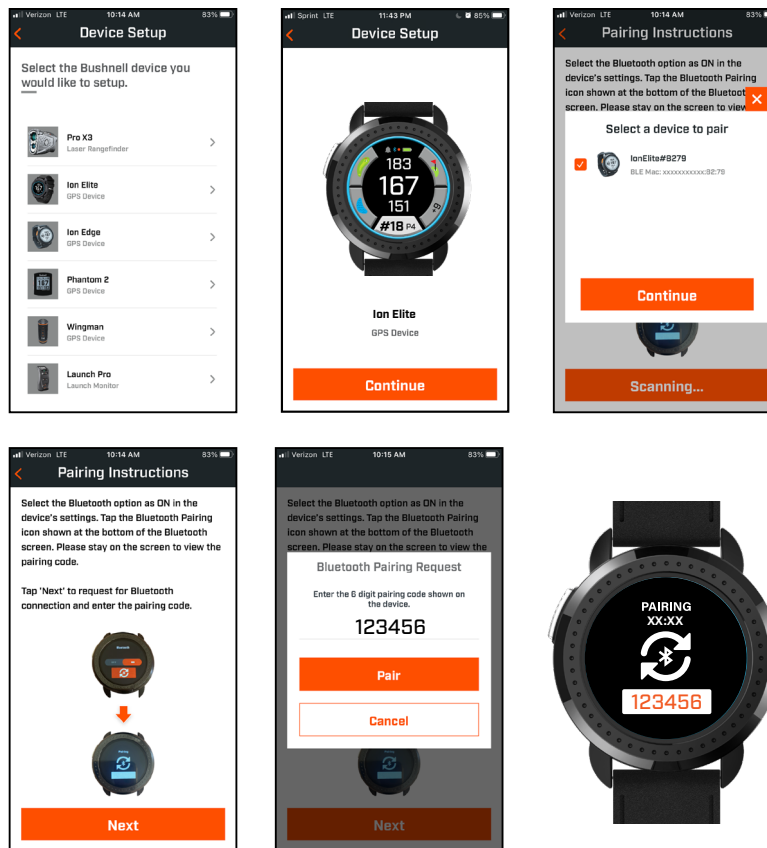 Verizon LTE 10:14 AM 83%
Device Setup
Select the Bushnell device you
would like to setup.
Pro X3
Laser Rangefinder
Ion Elite
GPS Device
Ion Edge
GPS Device
Phantom 2
GPS Device
Wingman
GPS Device
Launch Pro
Launch Monitor
Sprint LTE 11:43 PM 85%
Device Setup
183
167
151
#18 P4
Ion Elite
GPS Device
Continue
Verizon LTE 10:14 AM 83%
Pairing Instructions
Select the Bluetooth option as ON in the
device's settings. Tap the Bluetooth Pairing
icon shown at the bottom of the Bluetoot
screen. Please stay on the screen to view
Select a device to pair
IonElite#9279
BLE Mac: xxxxxxxxxxx:92:79
Continue
Scanning...
Verizon LTE 10:14 AM 83%
Pairing Instructions
Select the Bluetooth option as ON in the
device's settings. Tap the Bluetooth Pairing
icon shown at the bottom of the Bluetooth
screen. Please stay on the screen to view the
pairing code.
Tap 'Next' to request for Bluetooth
connection and enter the pairing code.
Bluetooth
Pairing
Next
Verizon LTE 10:15 AM 83%
Select the Bluetooth option as ON in the
device's settings. Tap the Bluetooth Pairing
icon shown at the bottom of the Bluetooth
screen. Please stay on the screen to view the
Bluetooth Pairing Request
Enter the 6 digit pairing code shown on
the device.
123456
Pair
Cancel
Next
PAIRING
XX:XX
123456